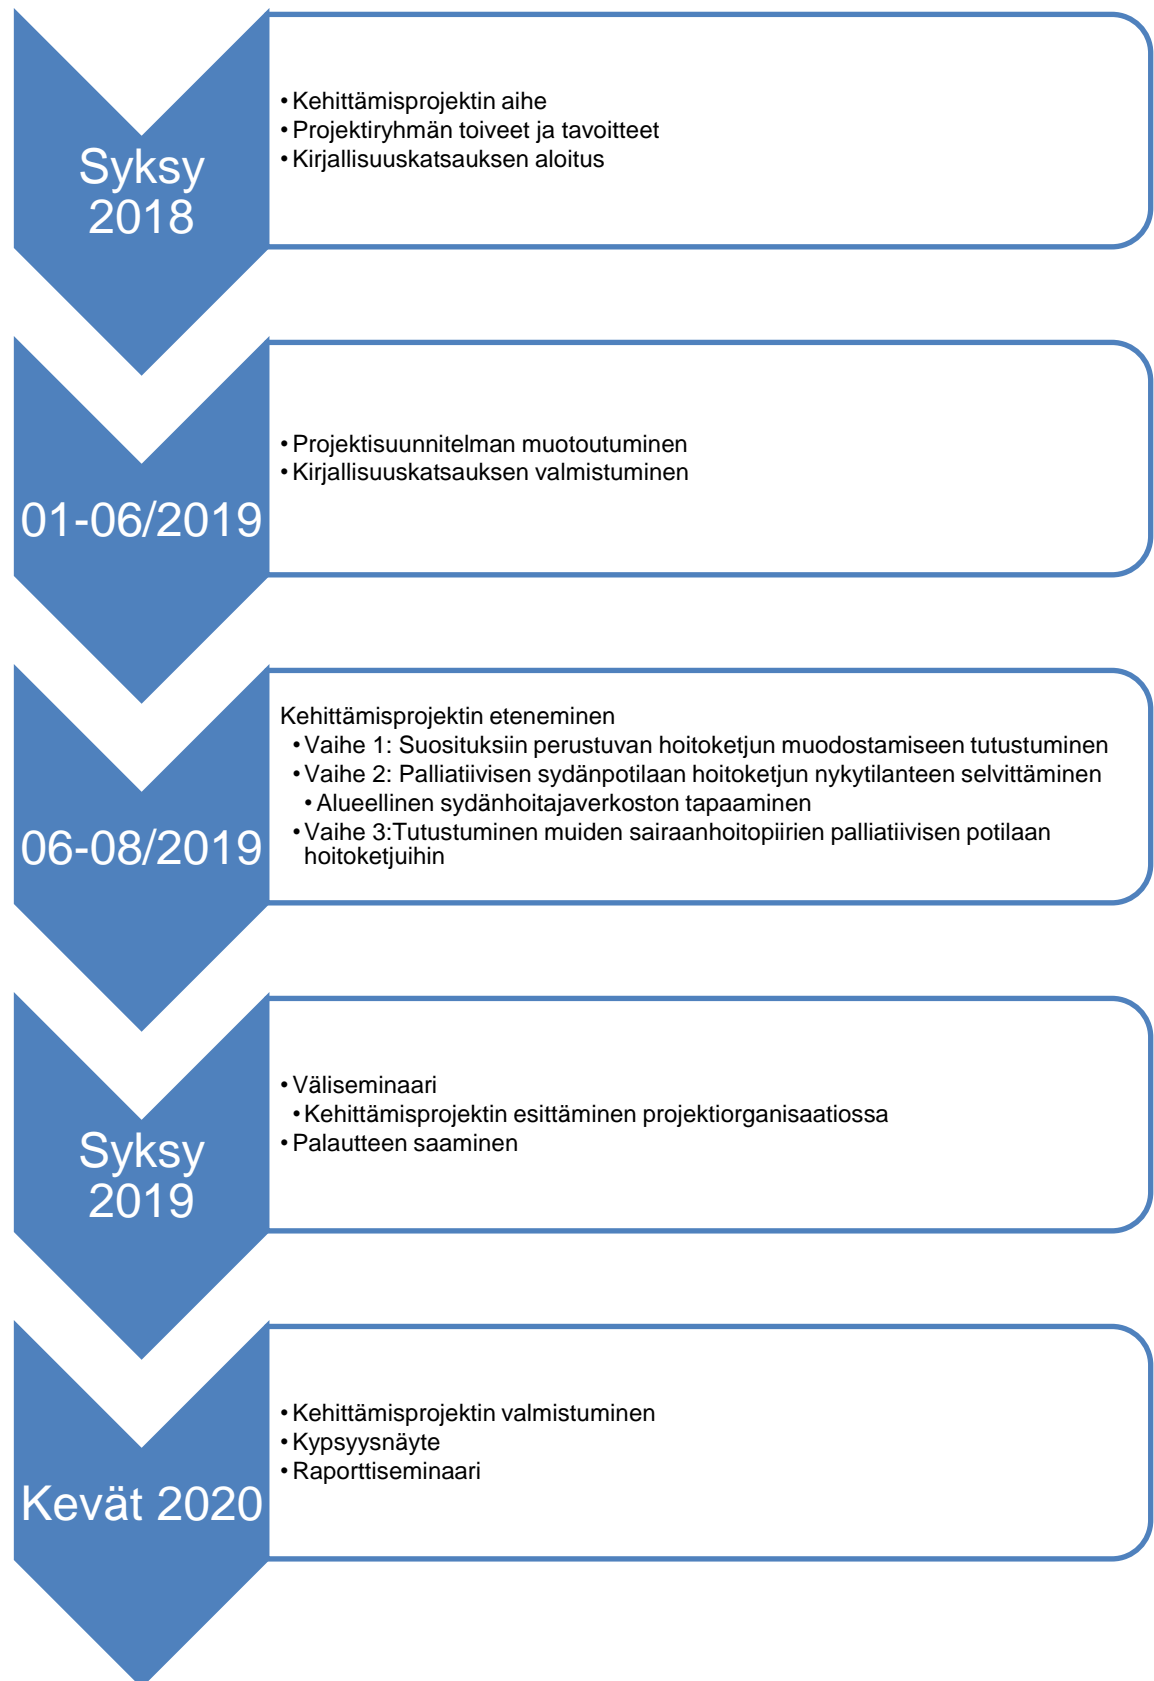 Syksy
2018
• Kehittämisprojektin aihe
• Projektiryhmän toiveet ja tavoitteet
• Kirjallisuuskatsauksen aloitus
01-06/2019
• Projektisuunnitelman muotoutuminen
• Kirjallisuuskatsauksen valmistuminen
06-08/2019
Kehittämisprojektin eteneminen
• Vaihe 1: Suosituksiin perustuvan hoitoketjun muodostamiseen tutustuminen
• Vaihe 2: Palliatiivisen sydänpotilaan hoitoketjun nykytilanteen selvittäminen
• Alueellinen sydänhoitajaverkoston tapaaminen
• Vaihe 3:Tutustuminen muiden sairaanhoitopiirien palliatiivisen potilaan
hoitoketjuihin
Syksy
2019
• Väliseminaari
• Kehittämisprojektin esittäminen projektiorganisaatiossa
• Palautteen saaminen
Kevät 2020
• Kehittämisprojektin valmistuminen
• Kypsyysnäyte
• Raporttiseminaari